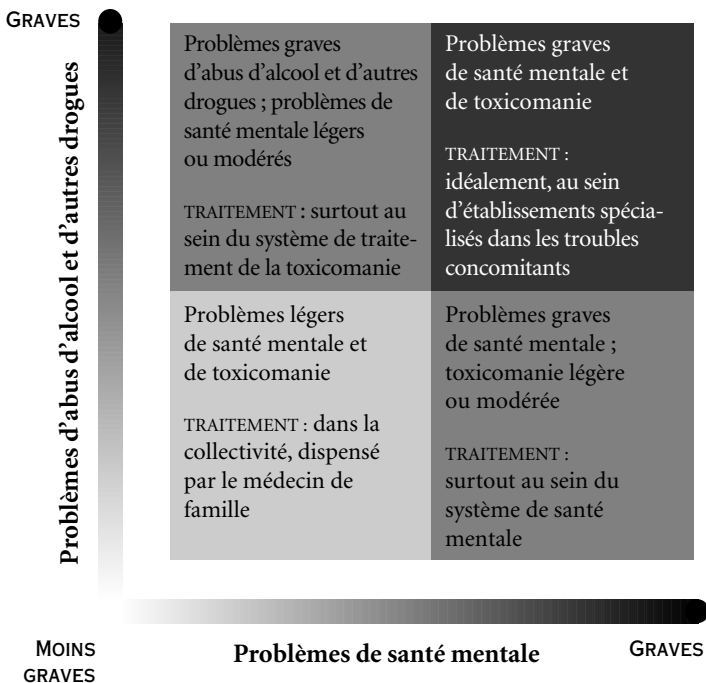 GRAVES
Problèmes d'abus d'alcool et d'autres drogues
Problèmes graves
d'abus d'alcool et d'autres
drogues ; problèmes de
santé mentale légers
ou modérés
TRAITEMENT : surtout au
sein du système de traite-
ment de la toxicomanie
Problèmes graves
de santé mentale et
de toxicomanie
TRAITEMENT :
idéalement, au sein
d'établissements spécia-
lisés dans les troubles
concomitants
Problèmes légers
de santé mentale et
de toxicomanie
TRAITEMENT : dans la
collectivité, dispensé
par le médecin de
famille
Problèmes graves
de santé mentale ;
toxicomanie légère
ou modérée
TRAITEMENT :
surtout au sein du
système de santé
mentale
MOINS
GRAVES
Problèmes de santé mentale
GRAVES